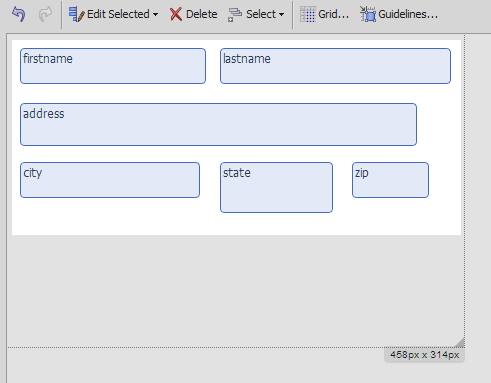 Edit Selected Delete Select Grid... Guidelines...
firstname lastname
address
city state zip
458px x 314px